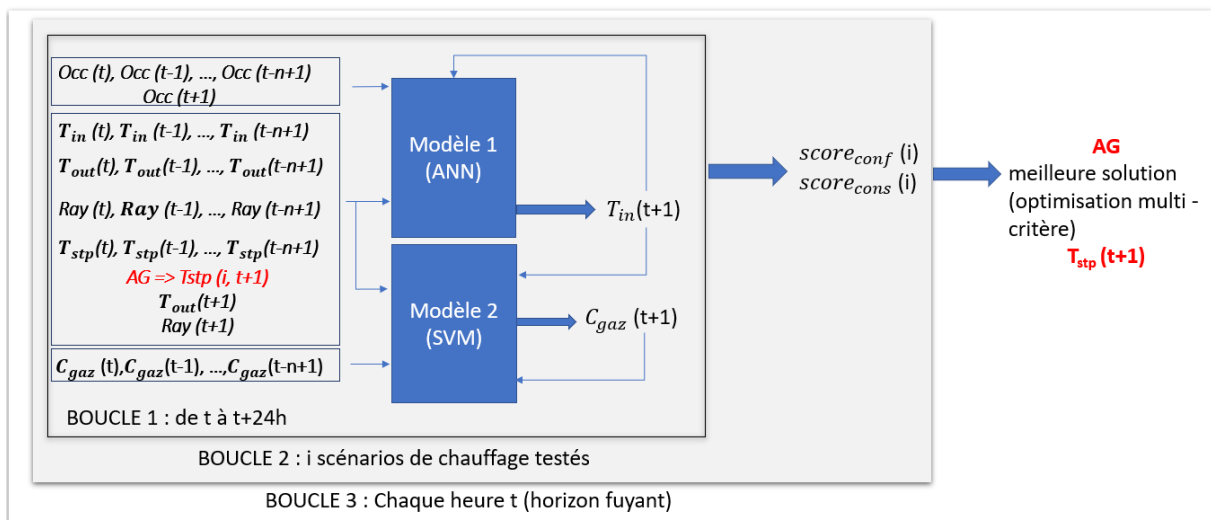 Occ (t), Occ (t-1), ..., Occ (t-n+1)
Occ (t+1)
T_in (t), T_in (t-1), ..., T_in (t-n+1)
T_out(t), T_out(t-1), ..., T_out(t-n+1)
Ray (t), Ray (t-1), ..., Ray (t-n+1)
T_stp(t), T_stp(t-1), ..., T_stp(t-n+1)
AG => Tstp (i, t+1)
T_out(t+1)
Ray (t+1)
C_gaz (t),C_gaz(t-1), ...,C_gaz(t-n+1)
Modèle 1
(ANN)
T_in(t+1)
Modèle 2
(SVM)
C_gaz (t+1)
BOUCLE 1 : de t à t+24h
score_conf (i)
score_cons (i)
AG
meilleure solution
(optimisation multi -
critère)
T_stp (t+1)
BOUCLE 2 : i scénarios de chauffage testés
BOUCLE 3 : Chaque heure t (horizon fuyant)